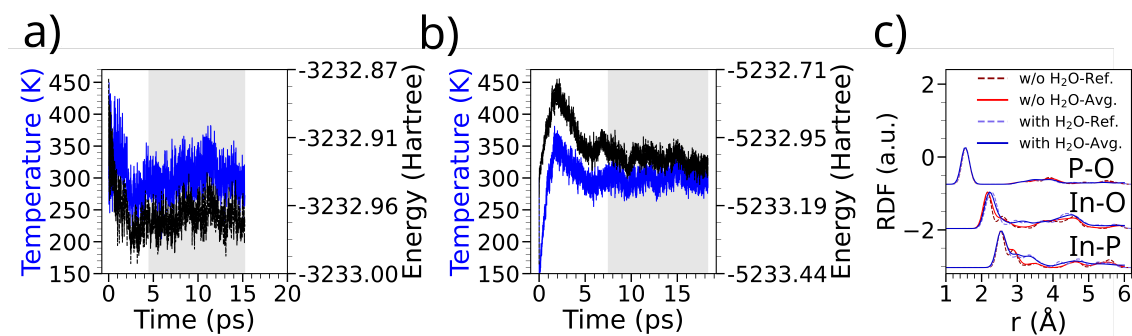 a)
Temperature (K)
450
400
350
300
250
200
150
0
5
10
15
20
Time (ps)
-3232.87
-3232.91
-3232.96
-3233.00
Energy (Hartree)
b)
Temperature (K)
450
400
350
300
250
200
150
0
5
10
15
Time (ps)
-5232.71
-5232.95
-5233.19
-5233.44
Energy (Hartree)
c)
RDF (a.u.)
2
0
−2
w/o H₂O-Ref.
w/o H₂O-Avg.
with H₂O-Ref.
with H₂O-Avg.
P-O
In-O
In-P
1
2
3
4
5
6
r (Å)